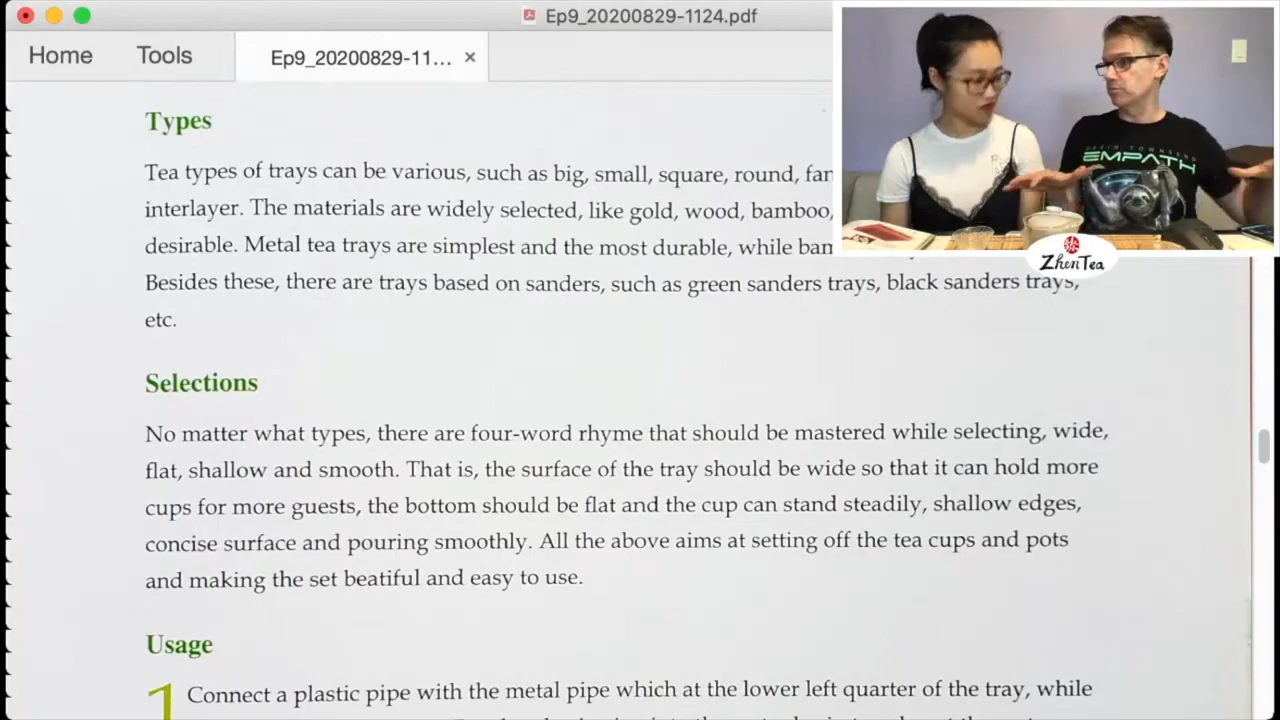 Ep9_20200829-1124.pdf
Home Tools Ep9_20200829-11... ×
Types
Tea types of trays can be various, such as big, small, square, round, fan
interlayer. The materials are widely selected, like gold, wood, bamboo,
desirable. Metal tea trays are simplest and the most durable, while bam
Besides these, there are trays based on sanders, such as green sanders trays, black sanders trays,
etc.
Selections
No matter what types, there are four-word rhyme that should be mastered while selecting, wide,
flat, shallow and smooth. That is, the surface of the tray should be wide so that it can hold more
cups for more guests, the bottom should be flat and the cup can stand steadily, shallow edges,
concise surface and pouring smoothly. All the above aims at setting off the tea cups and pots
and making the set beatiful and easy to use.
Usage
1 Connect a plastic pipe with the metal pipe which at the lower left quarter of the tray, while
DEVIN TOWNSEND
EMPATH
ZhenTea